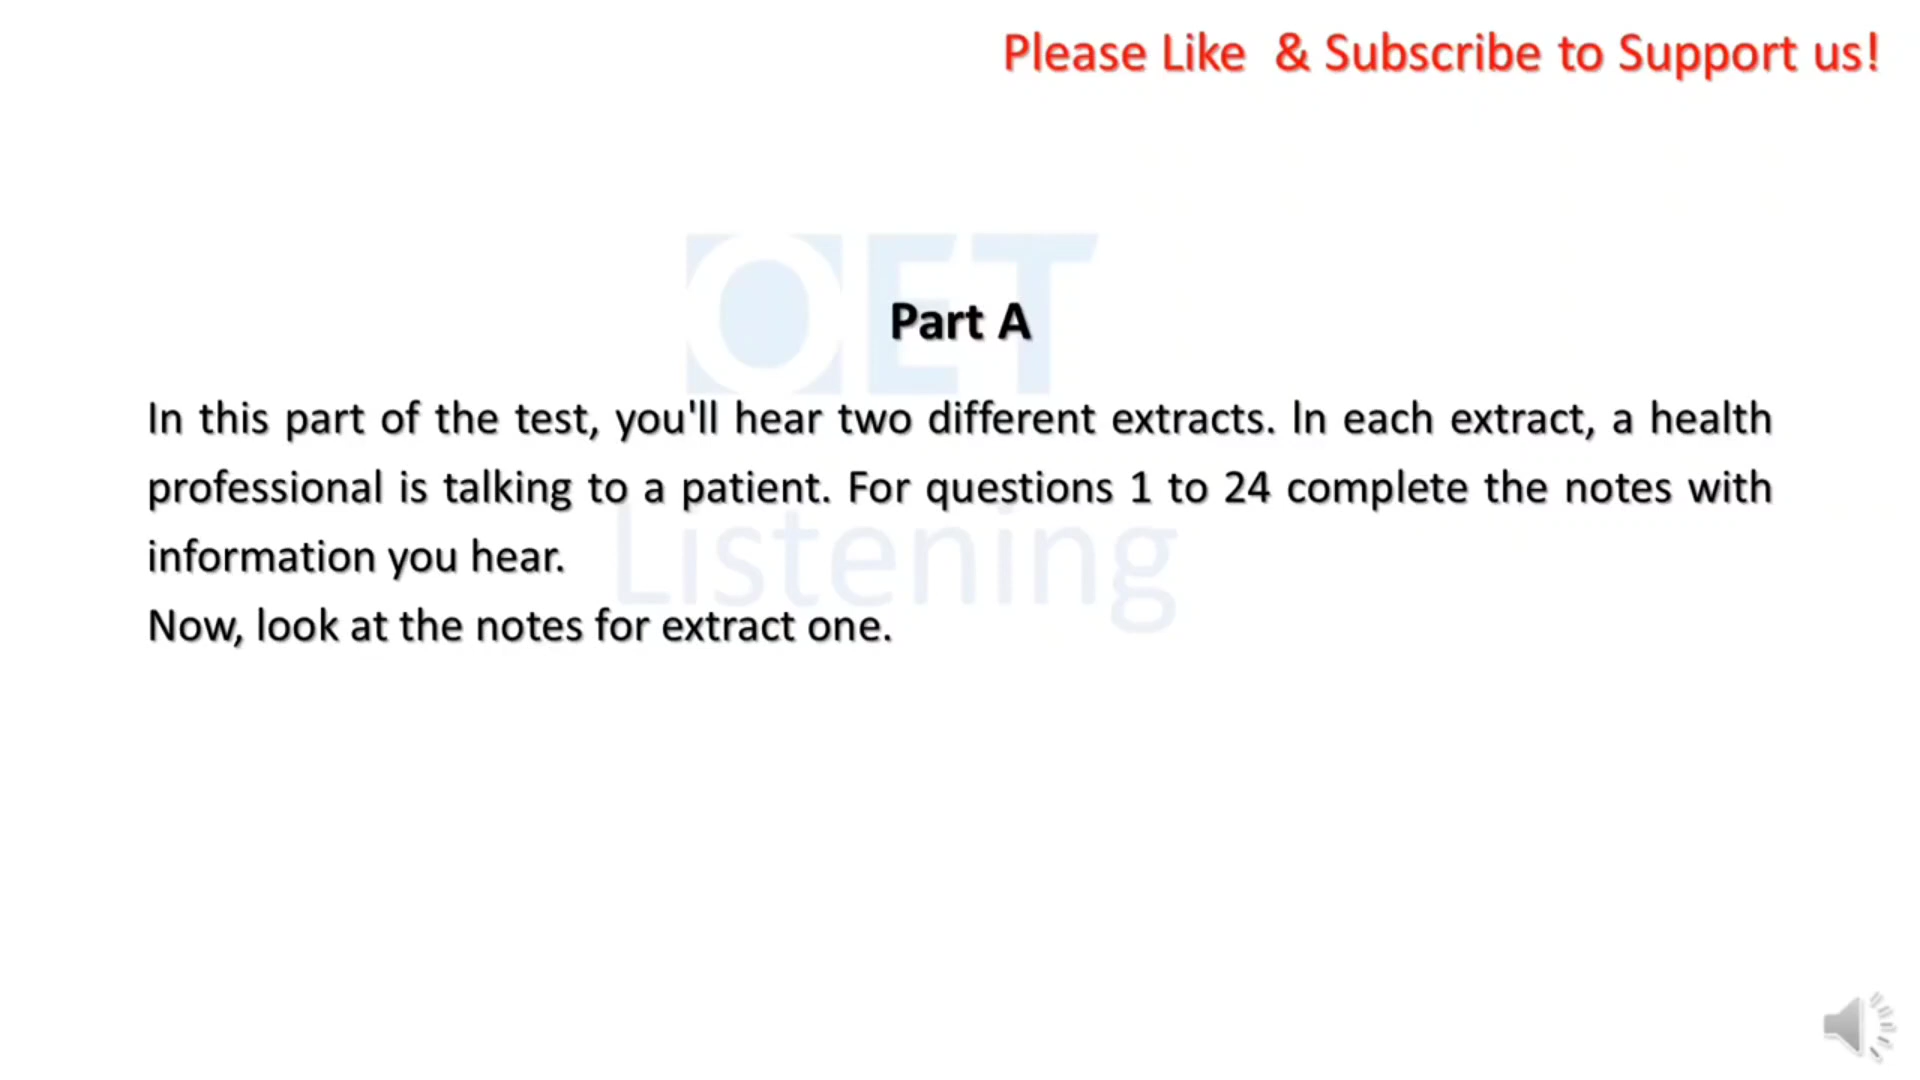 Please Like & Subscribe to Support us!
OET
Part A
In this part of the test, you'll hear two different extracts. In each extract, a health
professional is talking to a patient. For questions 1 to 24 complete the notes with
Listening
information you hear.
Now, look at the notes for extract one.